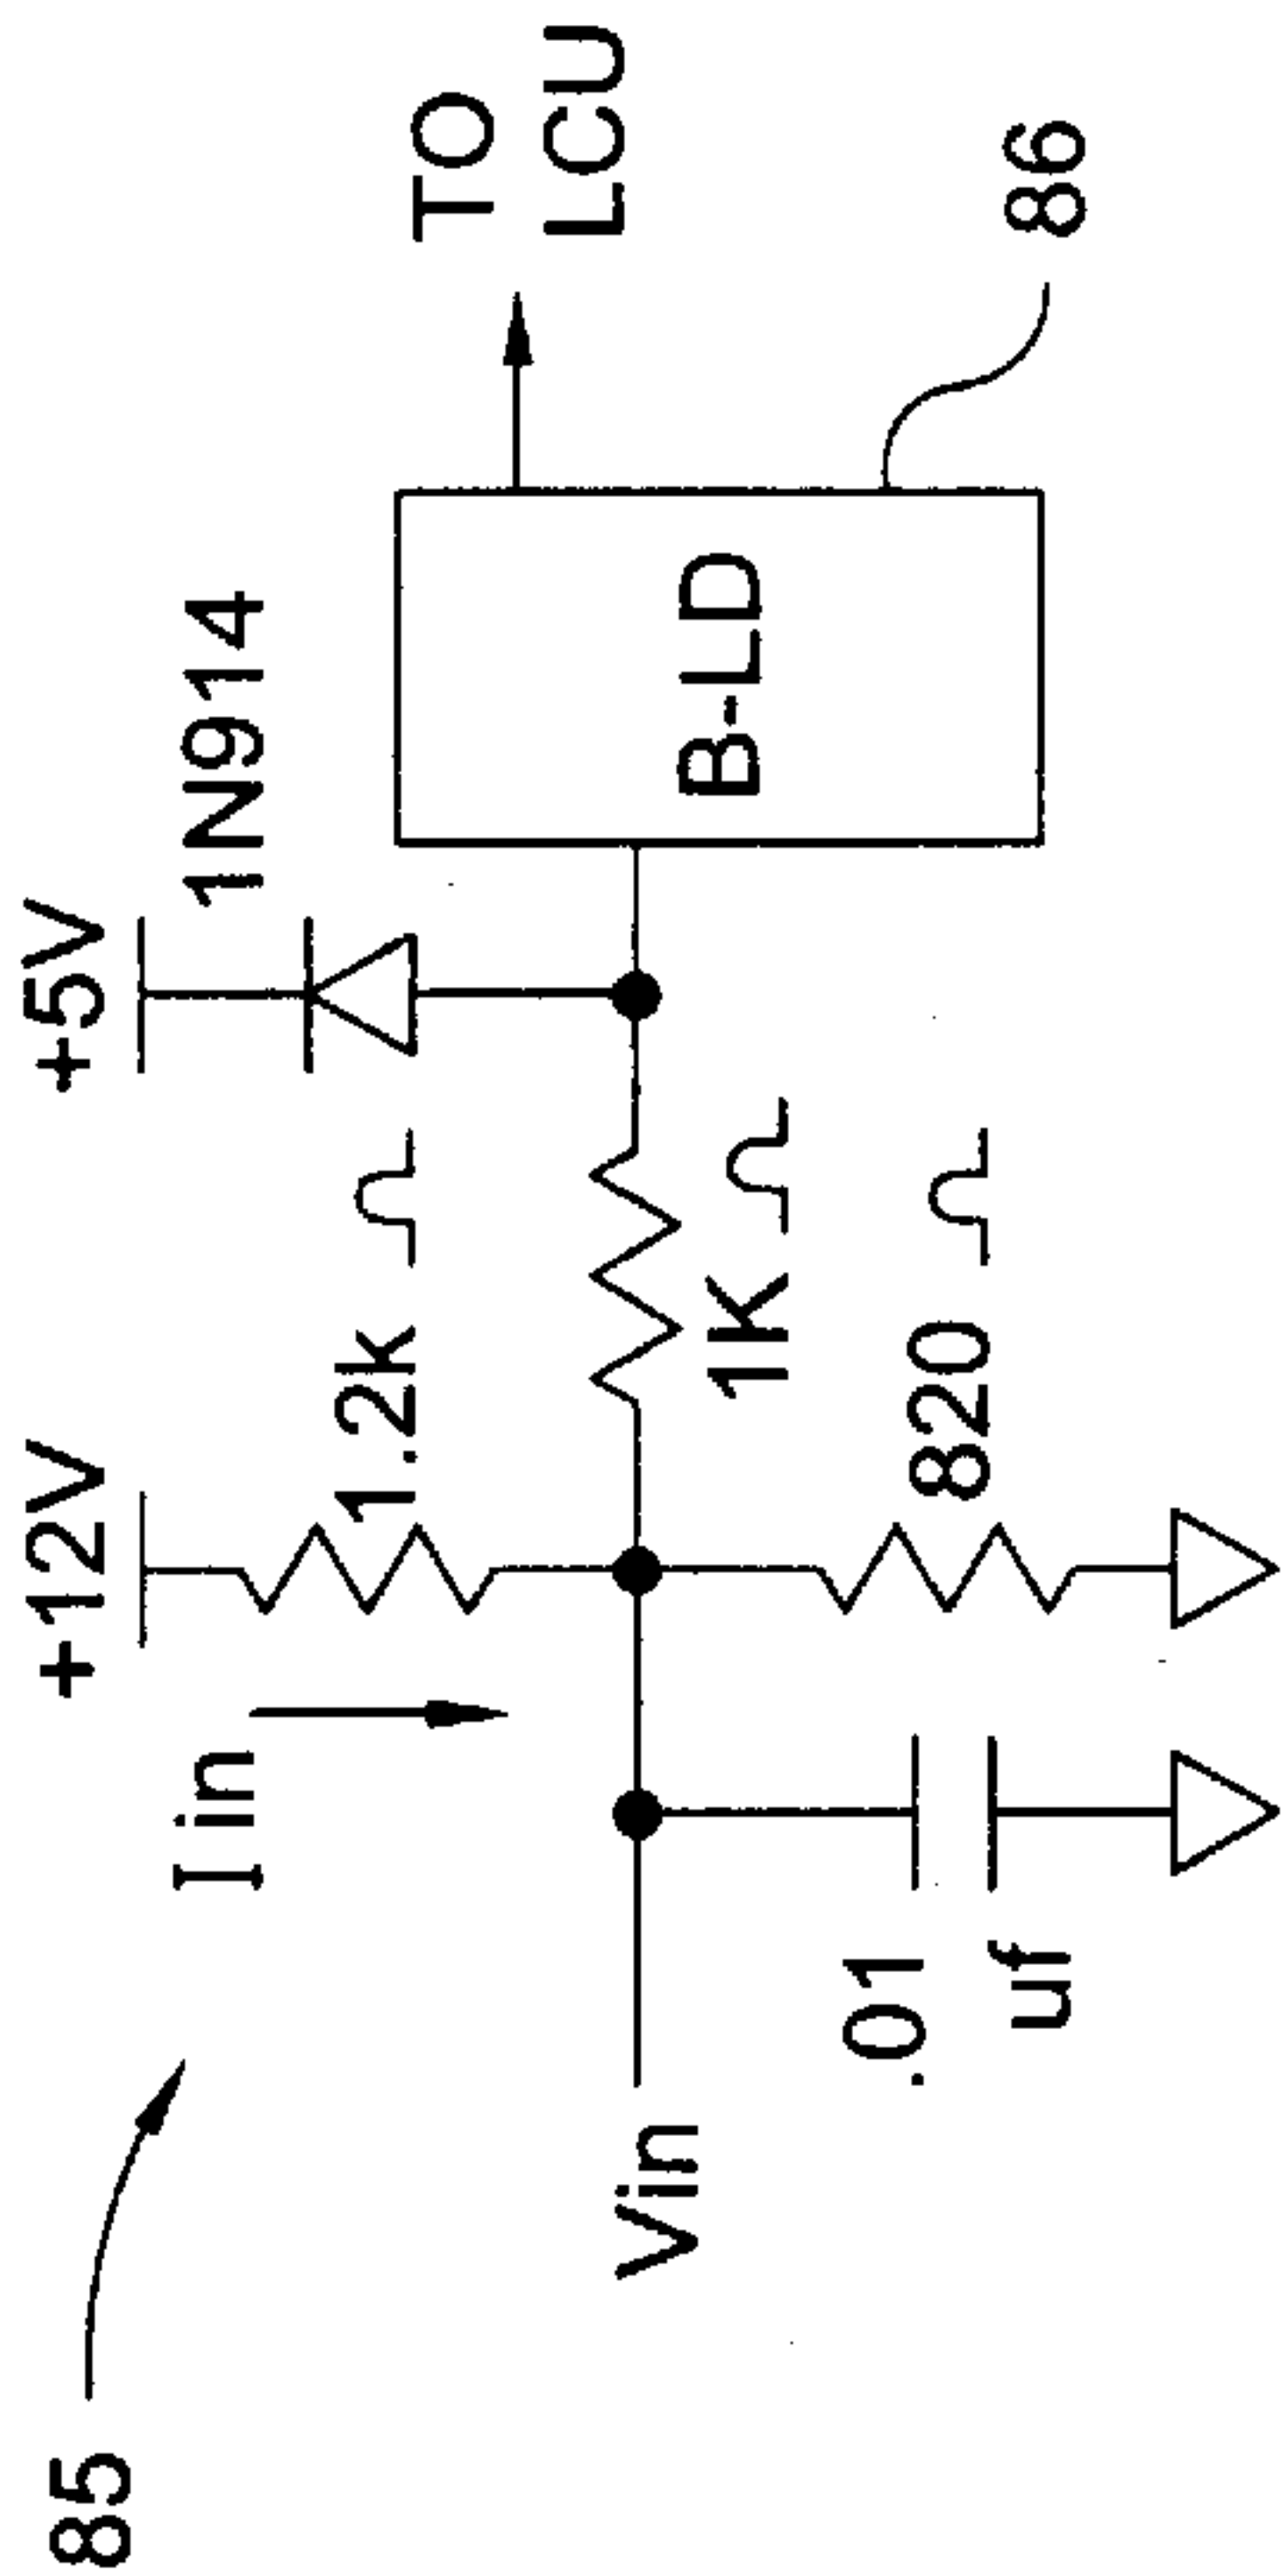 85
I in
+12V
+5V
1N914
1.2k Ω
TO
LCU
Vin
1K Ω
B-LD
.01
uf
820 Ω
86